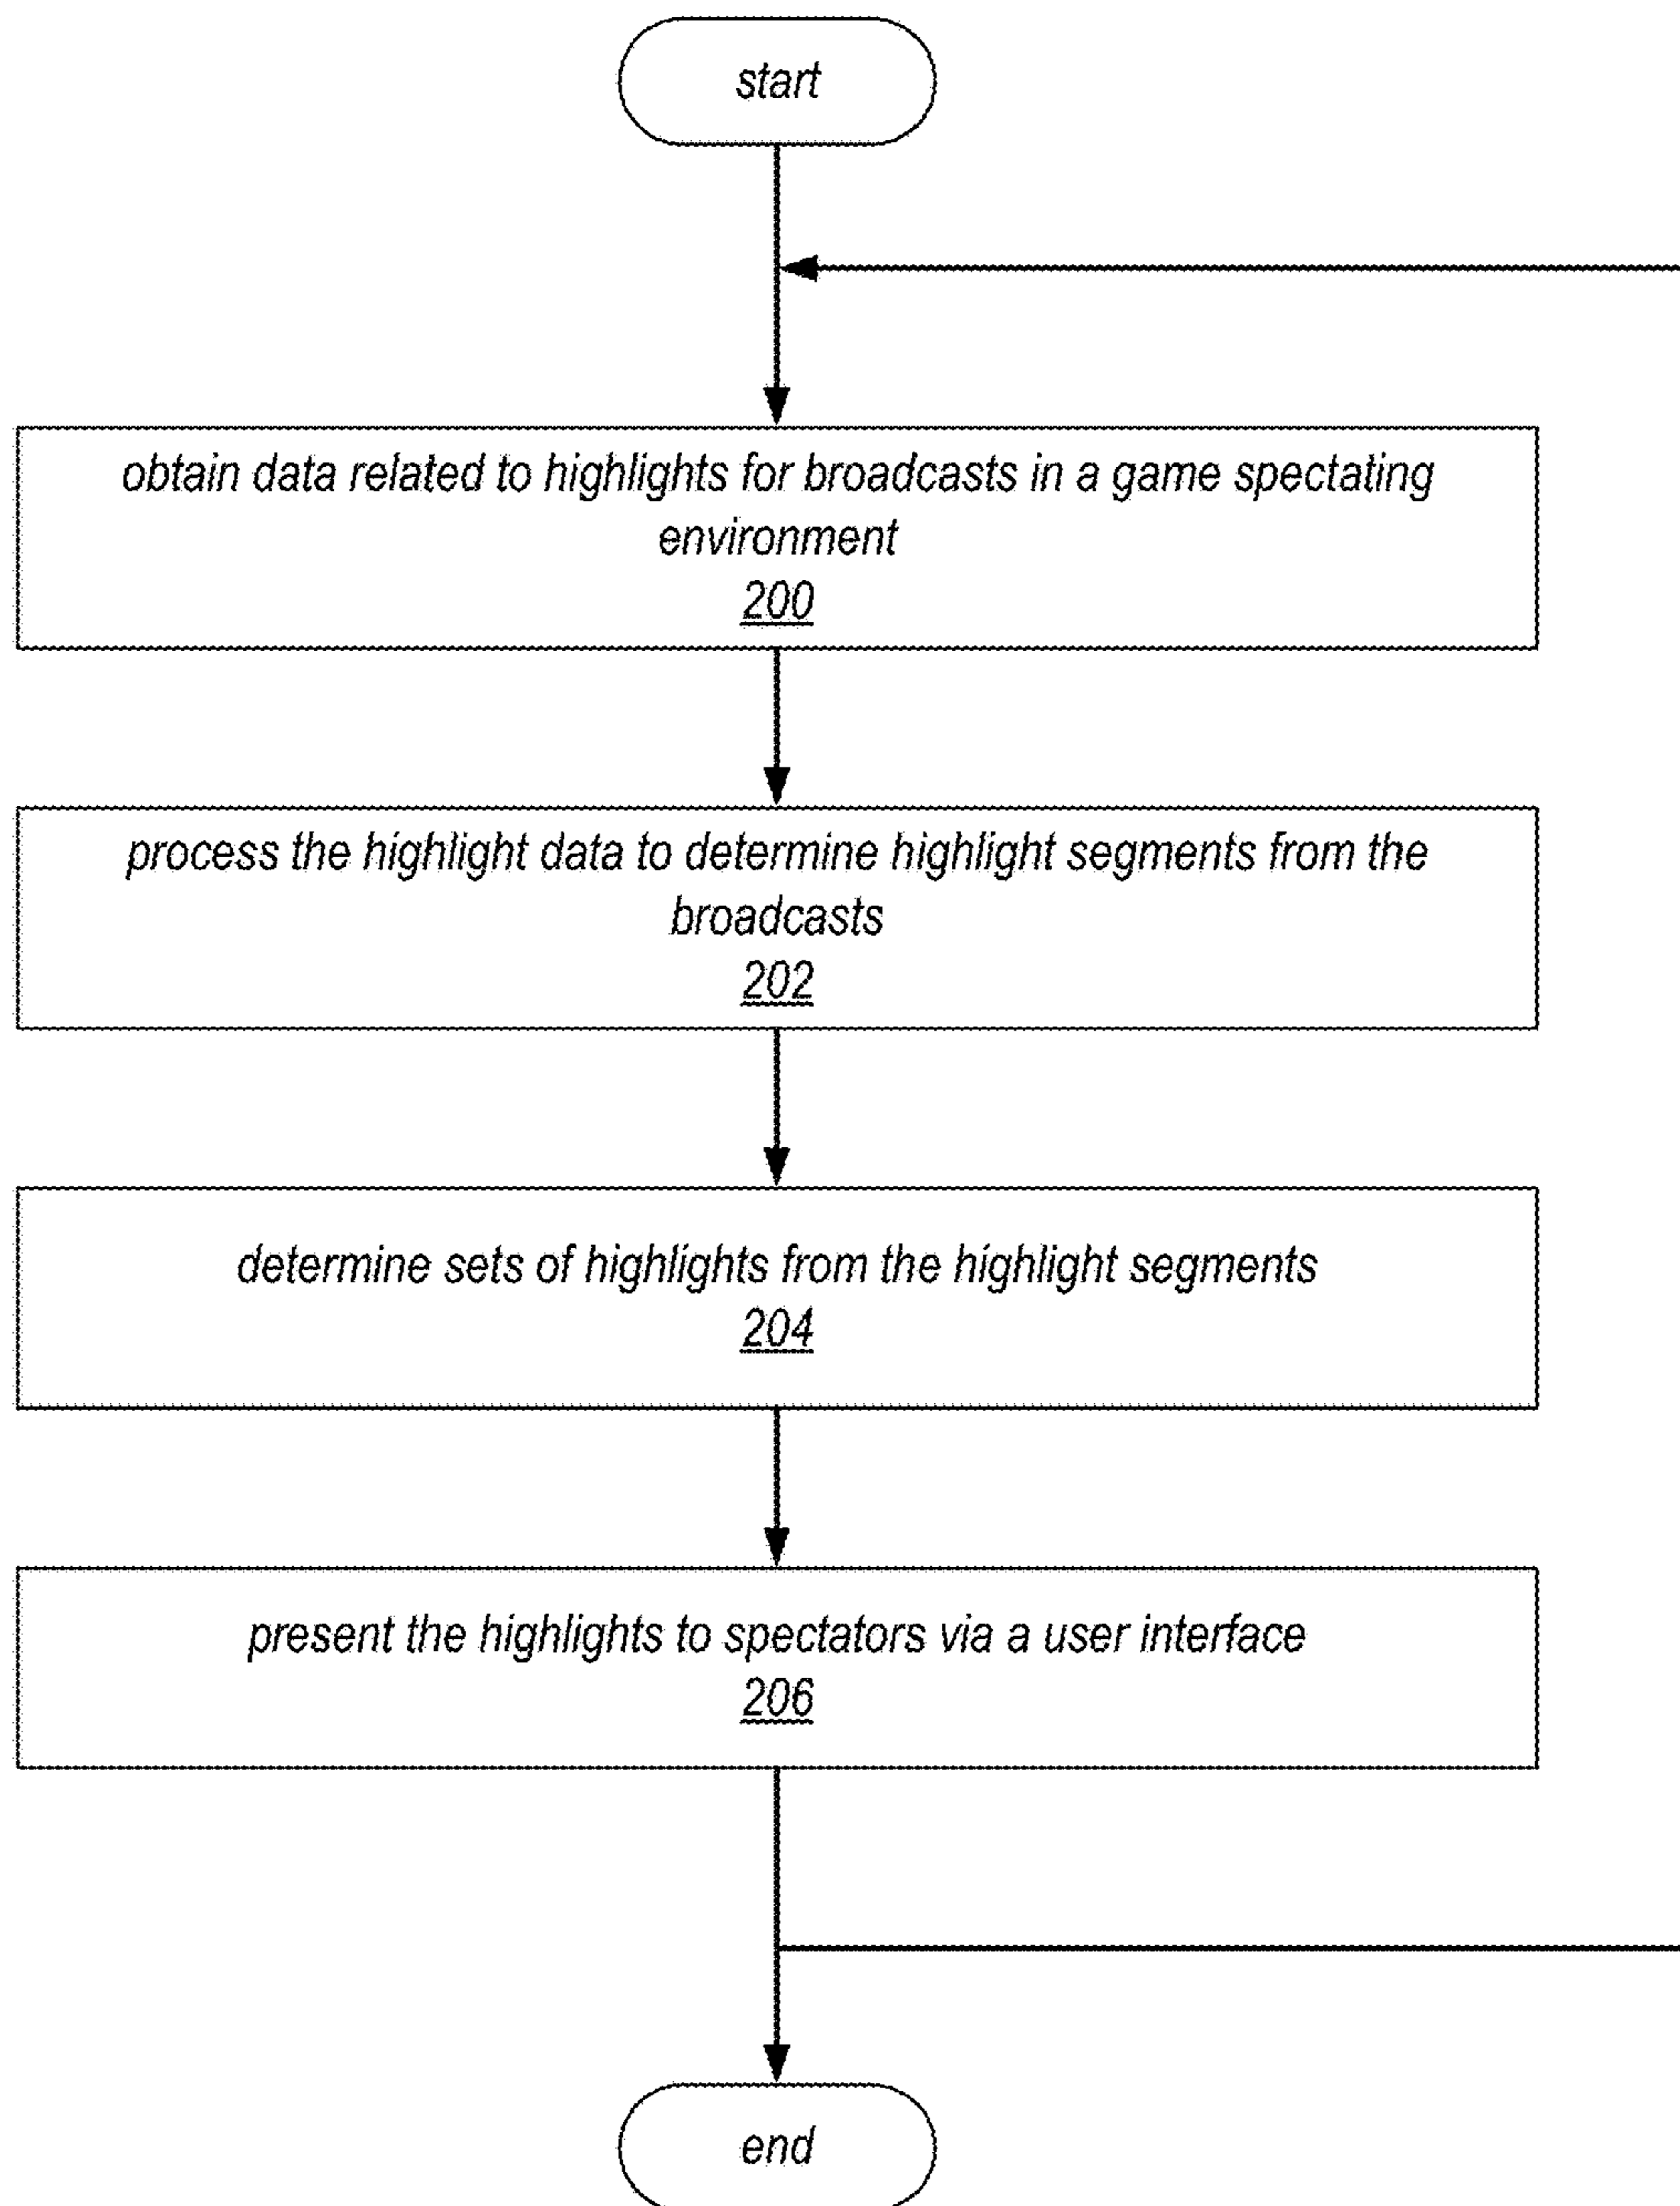 start
obtain data related to highlights for broadcasts in a game spectating
environment
200
process the highlight data to determine highlight segments from the
broadcasts
202
determine sets of highlights from the highlight segments
204
present the highlights to spectators via a user interface
206
end